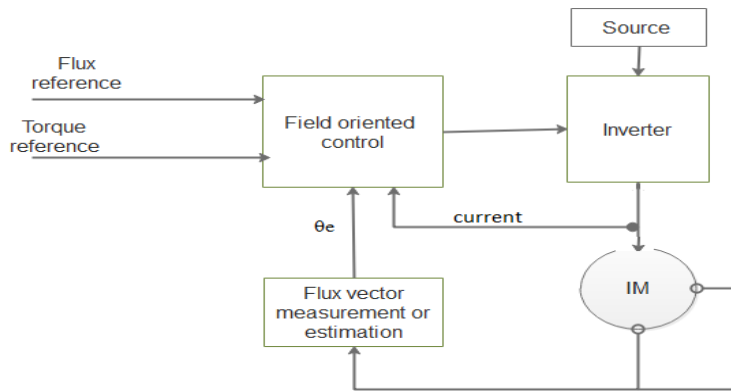 Source
Flux
reference
Torque
reference
Field oriented
control
Inverter
θe
current
Flux vector
measurement or
estimation
IM